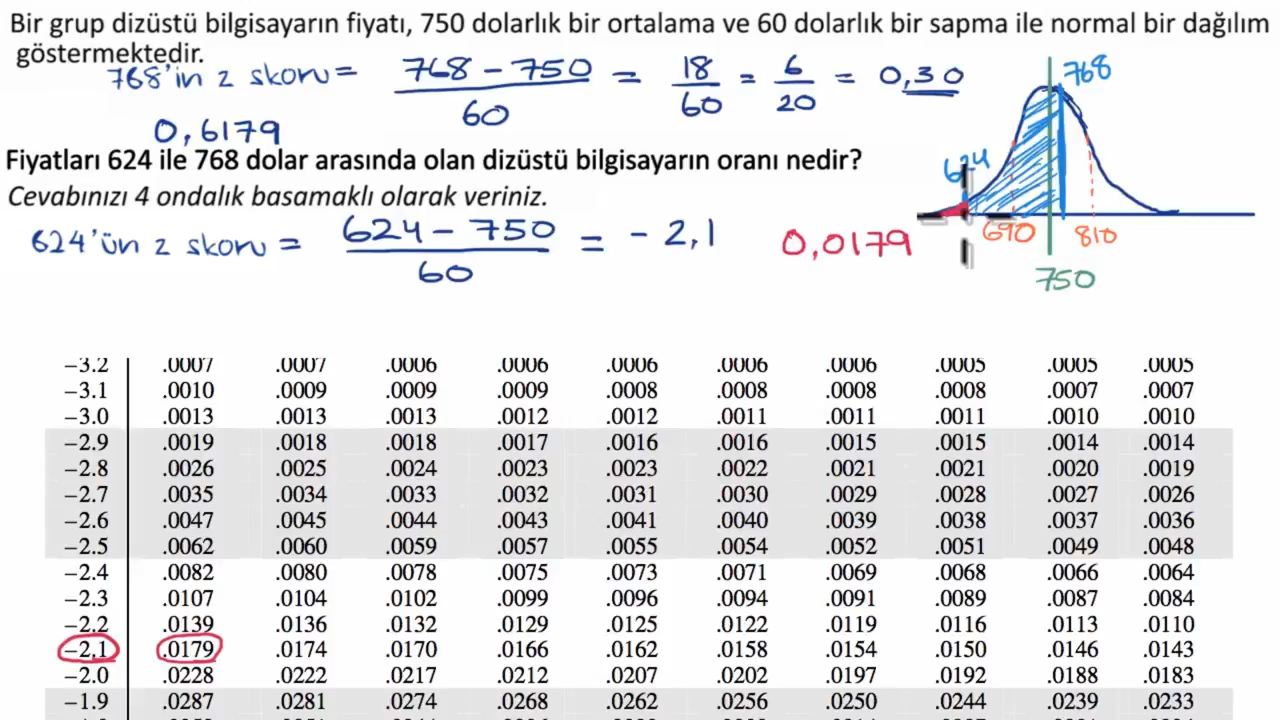 Bir grup dizüstü bilgisayarın fiyatı, 750 dolarlık bir ortalama ve 60 dolarlık bir sapma ile normal bir dağılım
göstermektedir.
768'in z skoru = 768 - 750 / 60 = 18 / 60 = 6 / 20 = 0,30
768
0,6179
Fiyatları 624 ile 768 dolar arasında olan dizüstü bilgisayarın oranı nedir?
624
Cevabınızı 4 ondalık basamaklı olarak veriniz.
624'ün z skoru = 624 - 750 / 60 = - 2,1 0,0179
690 810
750
−3.2 .0007 .0007 .0006 .0006 .0006 .0006 .0006 .0005 .0005 .0005
−3.1 .0010 .0009 .0009 .0009 .0008 .0008 .0008 .0008 .0007 .0007
−3.0 .0013 .0013 .0013 .0012 .0012 .0011 .0011 .0011 .0010 .0010
−2.9 .0019 .0018 .0018 .0017 .0016 .0016 .0015 .0015 .0014 .0014
−2.8 .0026 .0025 .0024 .0023 .0023 .0022 .0021 .0021 .0020 .0019
−2.7 .0035 .0034 .0033 .0032 .0031 .0030 .0029 .0028 .0027 .0026
−2.6 .0047 .0045 .0044 .0043 .0041 .0040 .0039 .0038 .0037 .0036
−2.5 .0062 .0060 .0059 .0057 .0055 .0054 .0052 .0051 .0049 .0048
−2.4 .0082 .0080 .0078 .0075 .0073 .0071 .0069 .0068 .0066 .0064
−2.3 .0107 .0104 .0102 .0099 .0096 .0094 .0091 .0089 .0087 .0084
−2.2 .0139 .0136 .0132 .0129 .0125 .0122 .0119 .0116 .0113 .0110
−2.1 .0179 .0174 .0170 .0166 .0162 .0158 .0154 .0150 .0146 .0143
−2.0 .0228 .0222 .0217 .0212 .0207 .0202 .0197 .0192 .0188 .0183
−1.9 .0287 .0281 .0274 .0268 .0262 .0256 .0250 .0244 .0239 .0233